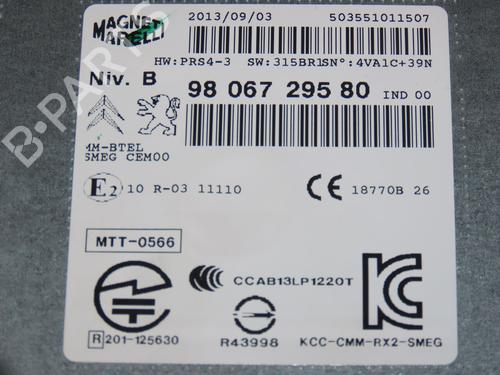 MAGNETI MARELLI
2013/09/03 503551011507
HW:PRS4-3 SW:315BR1SN°:4VA1C+39N
Niv. B
98 067 295 80 IND 00
MM-BTEL
SMEG CEM00
E2 10 R-03 11110
CE 18770B 26
MTT-0566
CCAB13LP1220T
R 201-125630
R43998
KCC-CMM-RX2-SMEG
B-PARTS